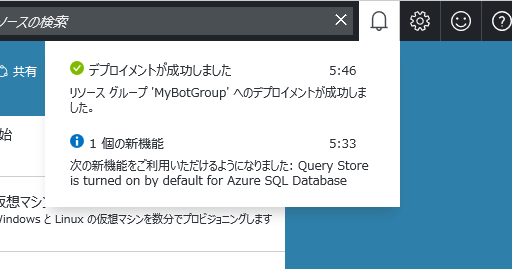 ソースの検索
共有
デプロイメントが成功しました 5:46
リソース グループ 'MyBotGroup' へのデプロイメントが成功しま
した。
1 個の新機能 5:33
次の新機能をご利用いただけるようになりました: Query Store
is turned on by default for Azure SQL Database
始
仮想マシン
Windows と Linux の仮想マシンを数分でプロビジョニングします